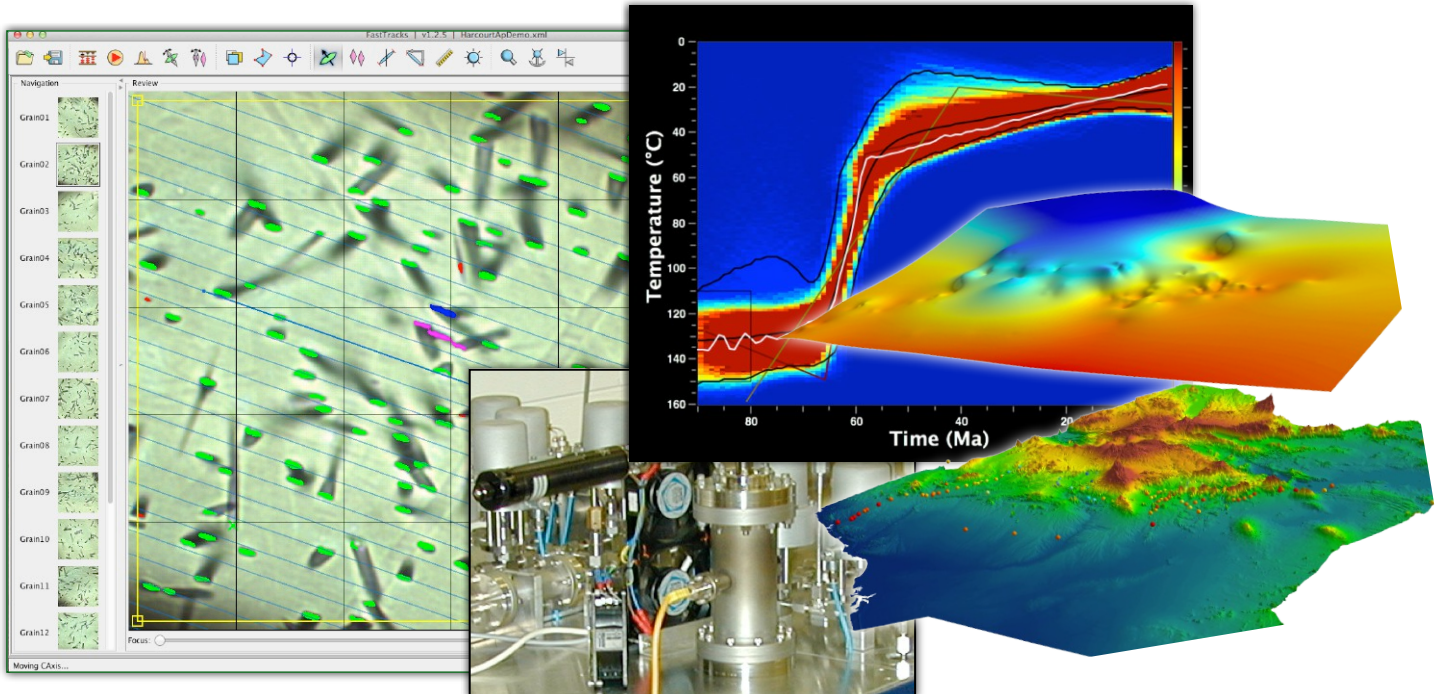 FastTracks | v1.2.5 | HarcourtApDemo.xml
Navigation
Review
Grain01
Grain02
Grain03
Grain04
Grain05
Grain06
Grain07
Grain08
Grain09
Grain10
Grain11
Grain12
Focus:
Moving CAxis...
0
20
40
60
80
100
120
140
160
Temperature (°C)
80
60
40
20
Time (Ma)